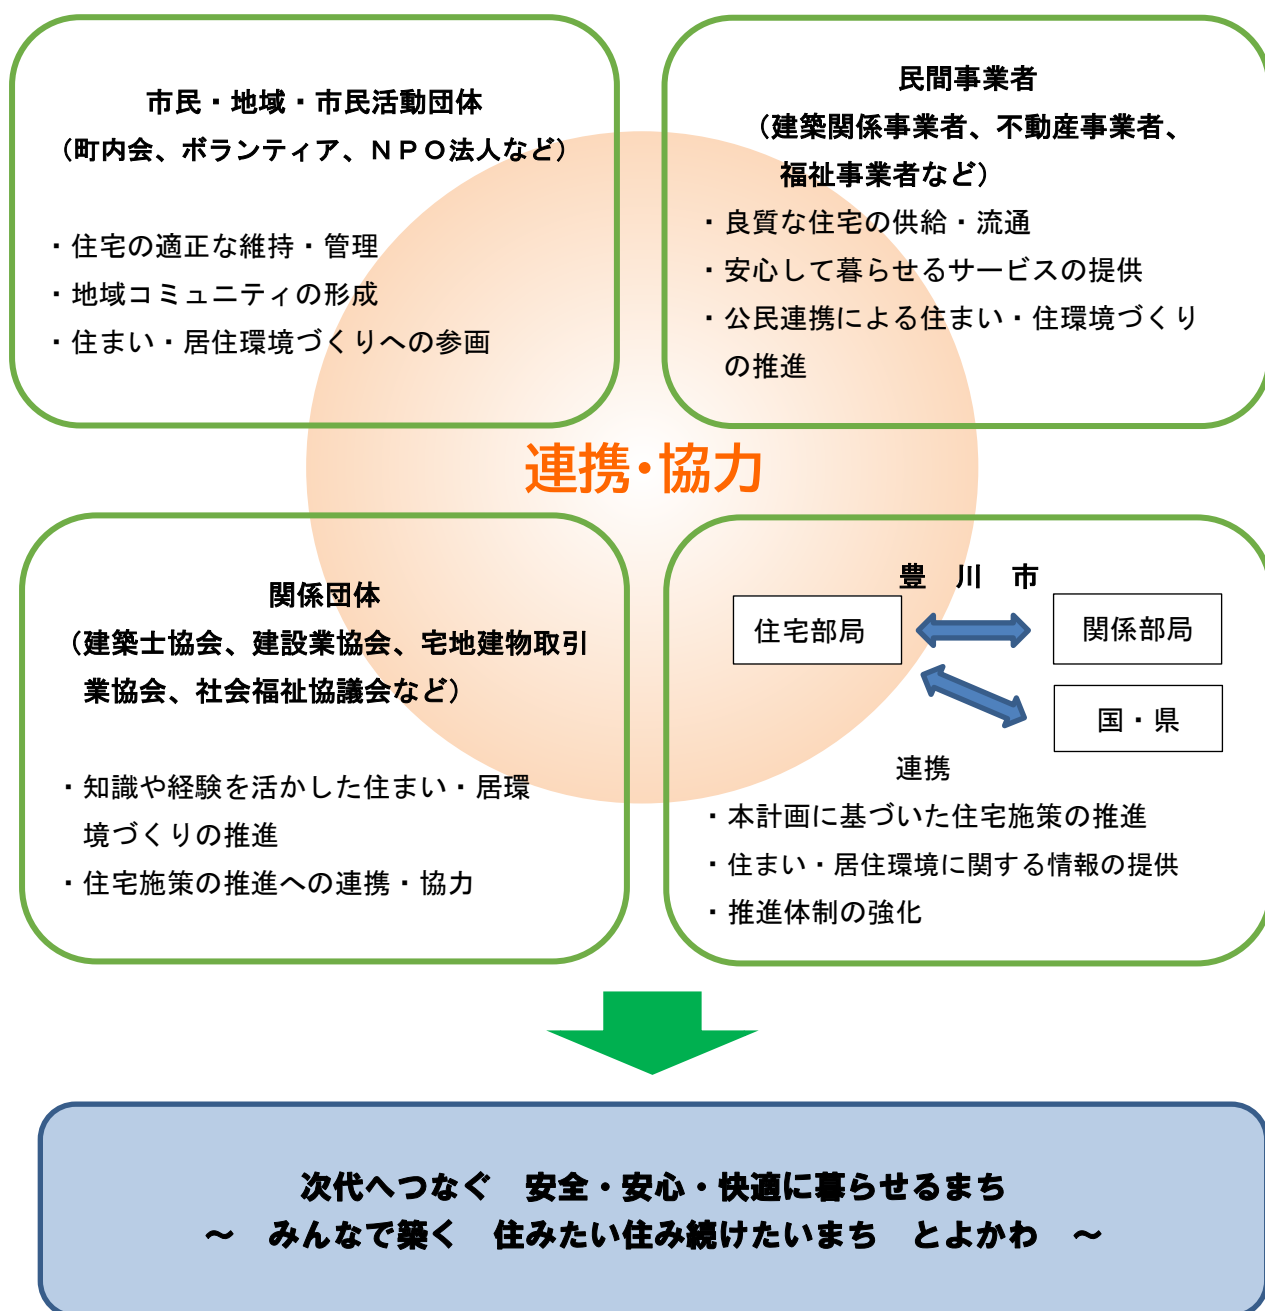 市民・地域・市民活動団体
（町内会、ボランティア、ＮＰＯ法人など）
・住宅の適正な維持・管理
・地域コミュニティの形成
・住まい・居住環境づくりへの参画
民間事業者
（建築関係事業者、不動産事業者、
福祉事業者など）
・良質な住宅の供給・流通
・安心して暮らせるサービスの提供
・公民連携による住まい・住環境づくり
の推進
連携・協力
関係団体
（建築士協会、建設業協会、宅地建物取引
業協会、社会福祉協議会など）
・知識や経験を活かした住まい・居環
境づくりの推進
・住宅施策の推進への連携・協力
豊　川　市
住宅部局
関係部局
国・県
連携
・本計画に基づいた住宅施策の推進
・住まい・居住環境に関する情報の提供
・推進体制の強化
次代へつなぐ　安全・安心・快適に暮らせるまち
～　みんなで築く　住みたい住み続けたいまち　とよかわ　～